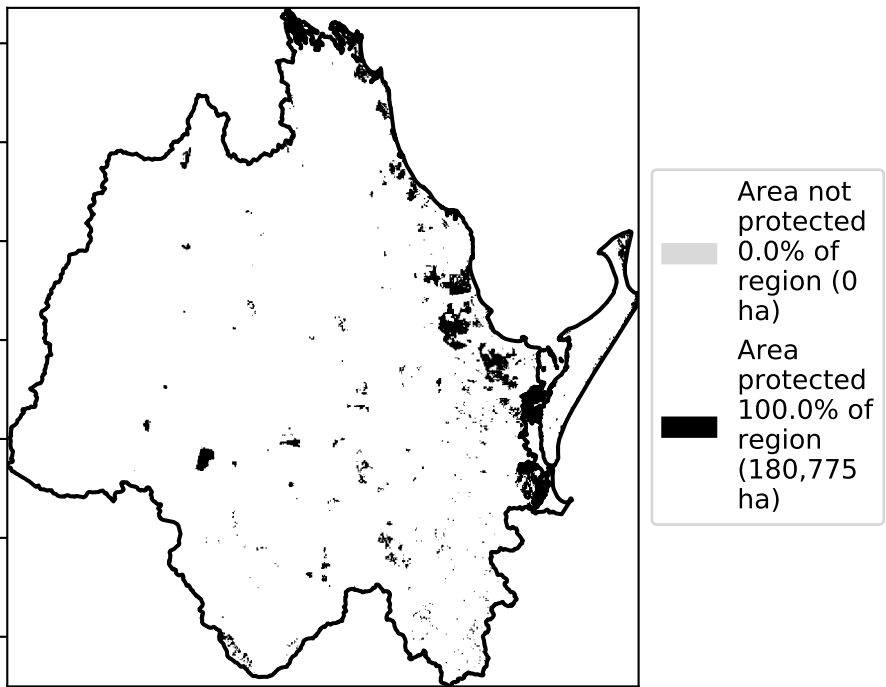 Area not
protected
0.0% of
region (0
ha)
Area
protected
100.0% of
region
(180,775
ha)